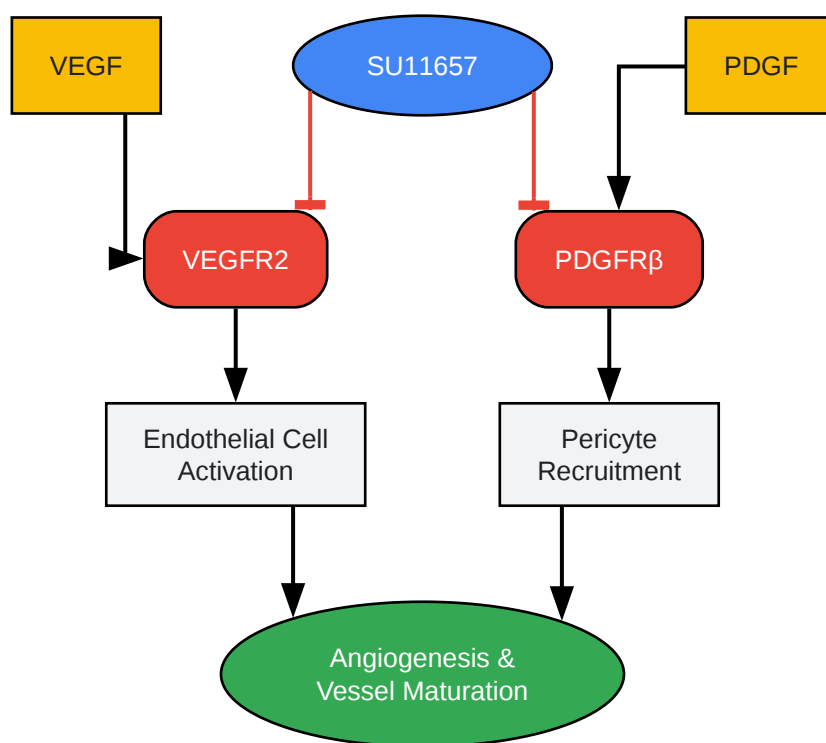 VEGF
SU11657
PDGF
VEGFR2
PDGFRβ
Endothelial Cell
Activation
Pericyte
Recruitment
Angiogenesis &
Vessel Maturation